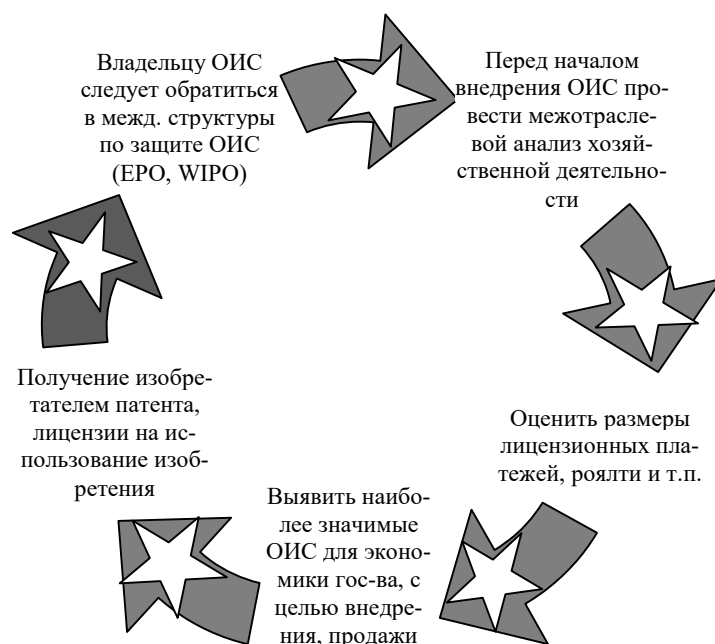 Владельцу ОИС
следует обратиться
в межд. структуры
по защите ОИС
(EPO, WIPO)
Перед началом
внедрения ОИС про-
вести межотрасле-
вой анализ хозяй-
ственной деятельно-
сти
Оценить размеры
лицензионных пла-
тежей, роялти и т.п.
Выявить наибо-
лее значимые
ОИС для эконо-
мики гос-ва, с
целью внедре-
ния, продажи
Получение изобре-
тателем патента,
лицензии на ис-
пользование изоб-
ретения